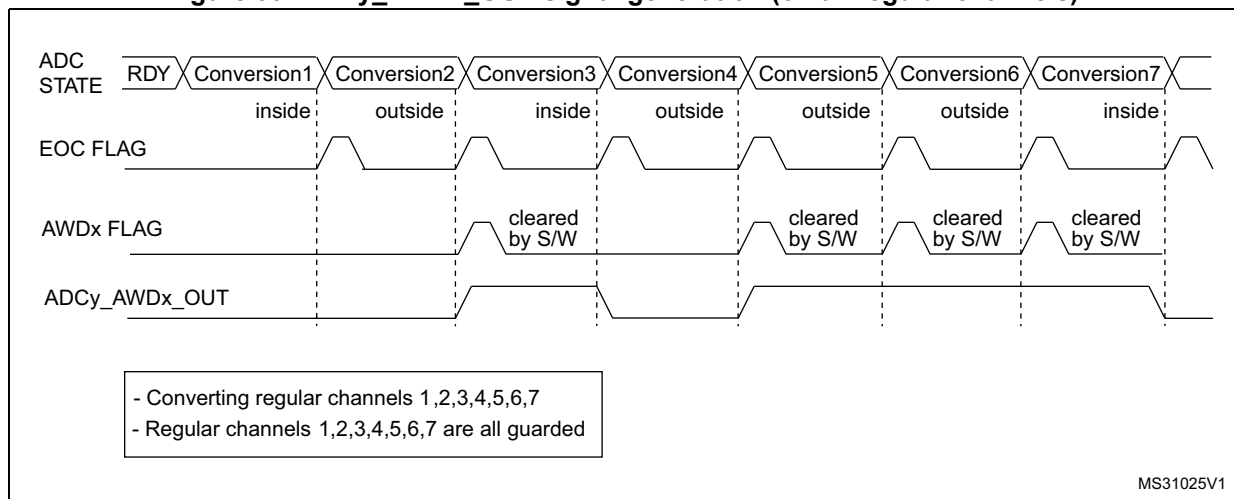 ADC STATE
RDY Conversion1 Conversion2 Conversion3 Conversion4 Conversion5 Conversion6 Conversion7
inside outside inside outside outside outside inside
EOC FLAG
AWDx FLAG
cleared by S/W
cleared by S/W
cleared by S/W
cleared by S/W
ADCy_AWDx_OUT
- Converting regular channels 1,2,3,4,5,6,7
- Regular channels 1,2,3,4,5,6,7 are all guarded
MS31025V1